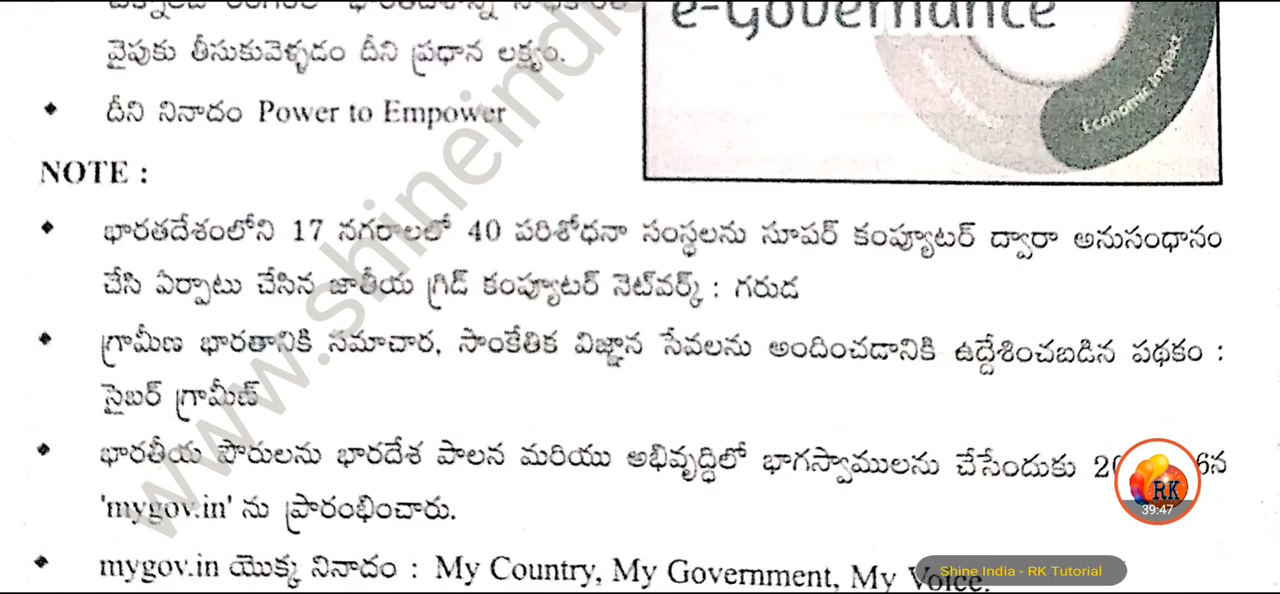 e-Governance
వైపుకు తీసుకువెళ్ళడం దీని ప్రధాన లక్ష్యం.
Economic Impact
♦ దీని నినాదం Power to Empower
NOTE :
♦ భారతదేశంలోని 17 నగరాలలో 40 పరిశోధనా సంస్థలను సూపర్ కంప్యూటర్ ద్వారా అనుసంధానం
చేసి ఏర్పాటు చేసిన జాతీయ గ్రిడ్ కంప్యూటర్ నెట్‌వర్క్ : గరుడ
♦ గ్రామీణ భారతానికి సమాచార, సాంకేతిక విజ్ఞాన సేవలను అందించడానికి ఉద్దేశించబడిన పథకం :
సైబర్ గ్రామీణ్
♦ భారతీయ పౌరులను భారదేశ పాలన మరియు అభివృద్ధిలో భాగస్వాములను చేసేందుకు
'mygov.in' ను ప్రారంభించారు.
♦ mygov.in యొక్క నినాదం : My Country, My Government, My Voice.
www.shineindia
RK
39:47
Shine India - RK Tutorial